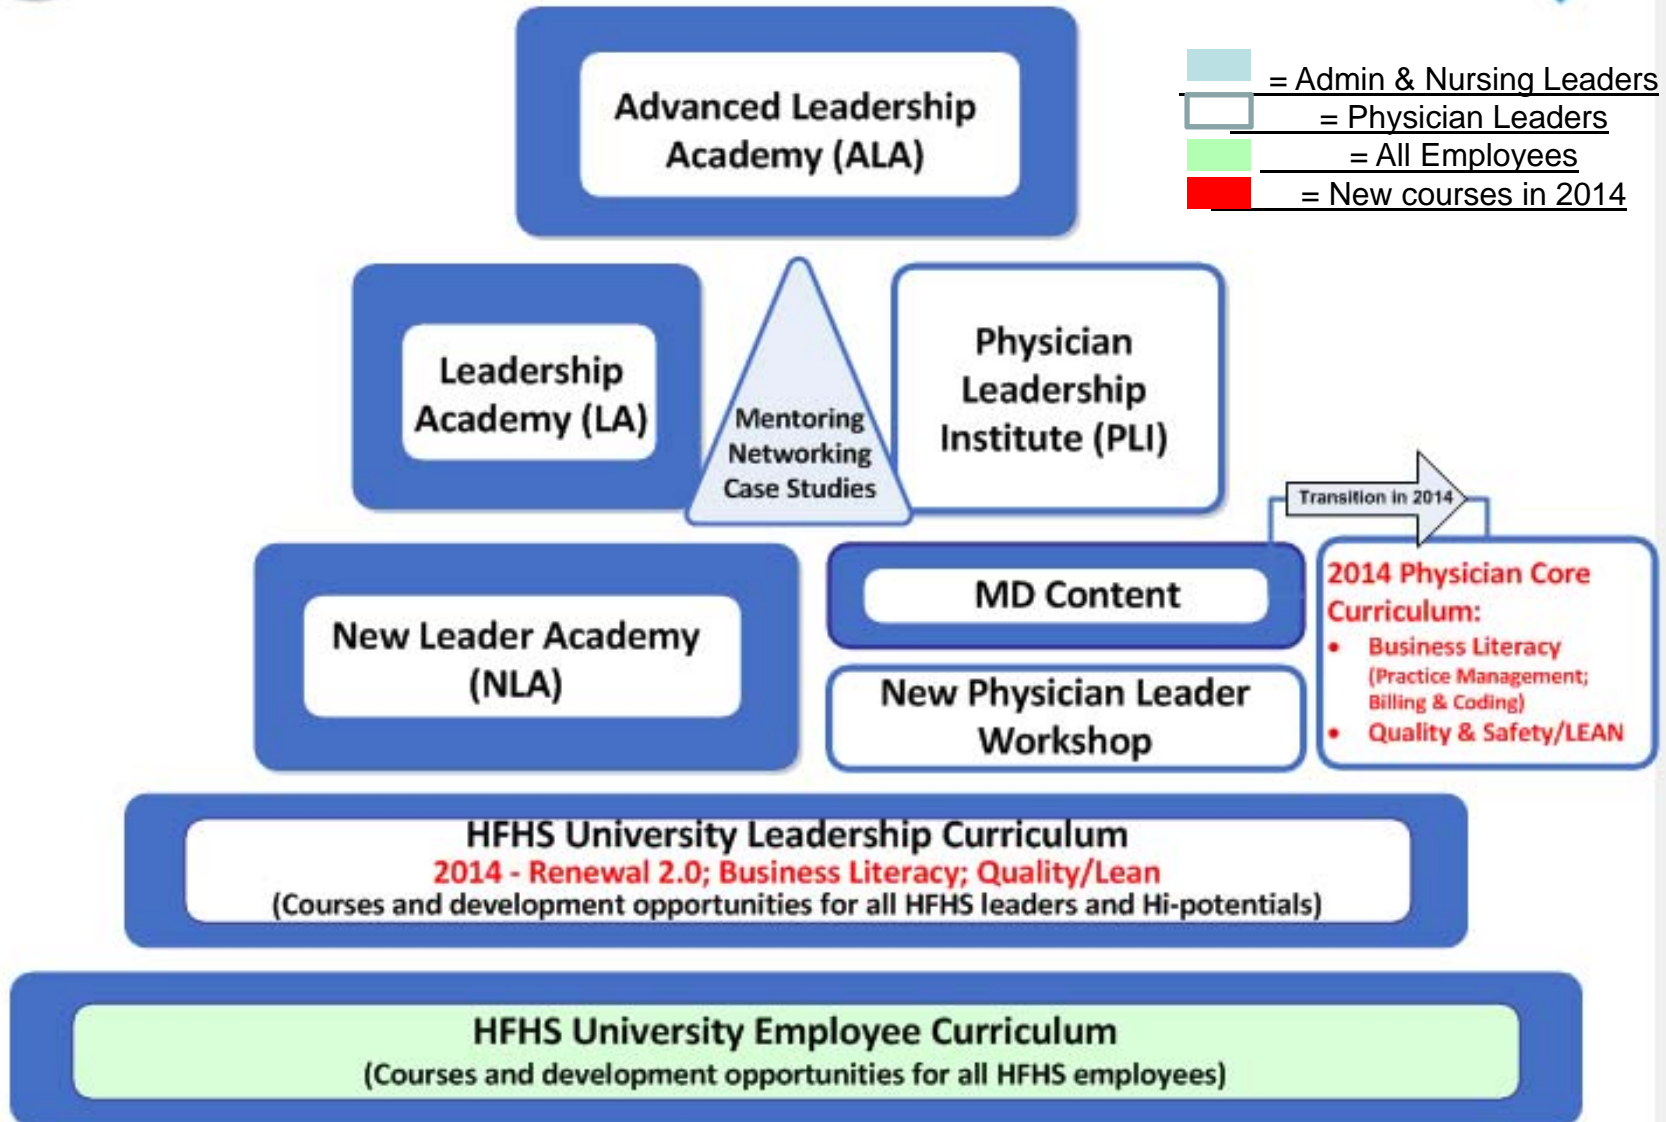 Advanced Leadership
Academy (ALA)
= Admin & Nursing Leaders
= Physician Leaders
= All Employees
= New courses in 2014
Leadership
Academy (LA)
Mentoring
Networking
Case Studies
Physician
Leadership
Institute (PLI)
Transition in 2014
New Leader Academy
(NLA)
MD Content
New Physician Leader
Workshop
2014 Physician Core
Curriculum:
• Business Literacy
(Practice Management;
Billing & Coding)
• Quality & Safety/LEAN
HFHS University Leadership Curriculum
2014 - Renewal 2.0; Business Literacy; Quality/Lean
(Courses and development opportunities for all HFHS leaders and Hi-potentials)
HFHS University Employee Curriculum
(Courses and development opportunities for all HFHS employees)